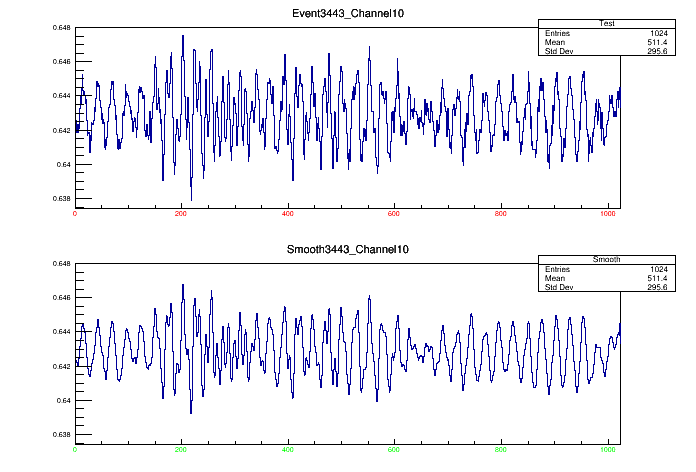 Event3443_Channel10
Test
Entries 1024
Mean 511.4
Std Dev 295.6
0.648
0.646
0.644
0.642
0.64
0.638
0 200 400 600 800 1000
Smooth3443_Channel10
Smooth
Entries 1024
Mean 511.4
Std Dev 295.6
0.648
0.646
0.644
0.642
0.64
0.638
0 200 400 600 800 1000